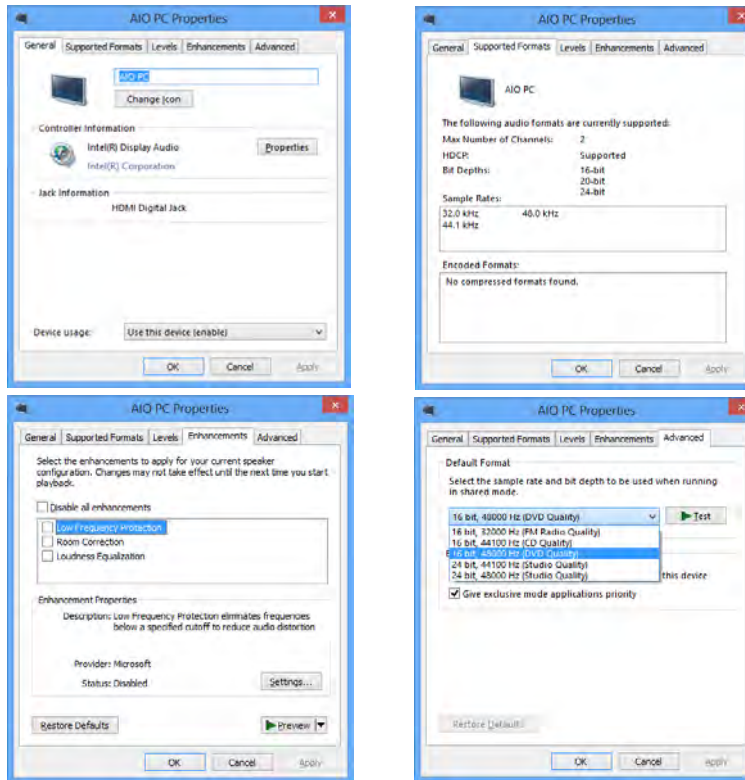 AIO PC Properties
General Supported Formats Levels Enhancements Advanced
AIO PC
Change Icon
Controller Information
Intel(R) Display Audio Properties
Intel(R) Corporation
Jack Information
HDMI Digital Jack
Device usage: Use this device (enable)
OK Cancel Apply
AIO PC Properties
General Supported Formats Levels Enhancements Advanced
AIO PC
The following audio formats are currently supported:
Max Number of Channels: 2
HDCP: Supported
Bit Depths: 16-bit
20-bit
24-bit
Sample Rates:
32.0 kHz 48.0 kHz
44.1 kHz
Encoded Formats:
No compressed formats found.
OK Cancel Apply
AIO PC Properties
General Supported Formats Levels Enhancements Advanced
Select the enhancements to apply for your current speaker
configuration. Changes may not take effect until the next time you start
playback.
Disable all enhancements
Low Frequency Protection
Room Correction
Loudness Equalization
Enhancement Properties
Description: Low Frequency Protection eliminates frequencies
below a specified cutoff to reduce audio distortion
Provider: Microsoft
Status: Disabled Settings...
Restore Defaults Preview
OK Cancel Apply
AIO PC Properties
General Supported Formats Levels Enhancements Advanced
Default Format
Select the sample rate and bit depth to be used when running
in shared mode.
16 bit, 48000 Hz (DVD Quality) Test
16 bit, 32000 Hz (FM Radio Quality)
16 bit, 44100 Hz (CD Quality)
16 bit, 48000 Hz (DVD Quality)
24 bit, 44100 Hz (Studio Quality)
24 bit, 48000 Hz (Studio Quality) this device
Give exclusive mode applications priority
Restore Defaults
OK Cancel Apply